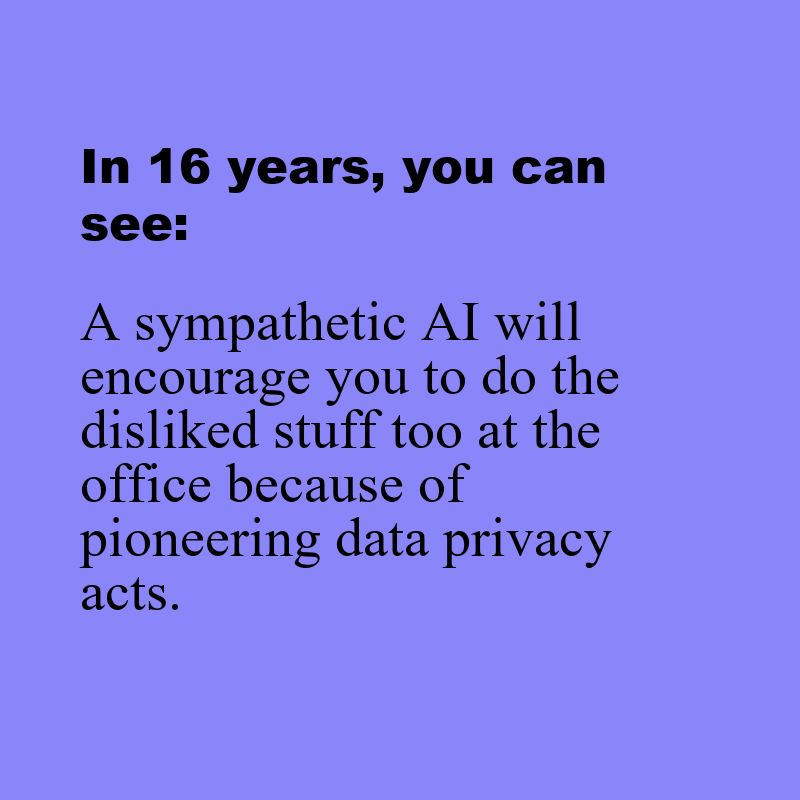 In 16 years, you can
see:
A sympathetic AI will
encourage you to do the
disliked stuff too at the
office because of
pioneering data privacy
acts.